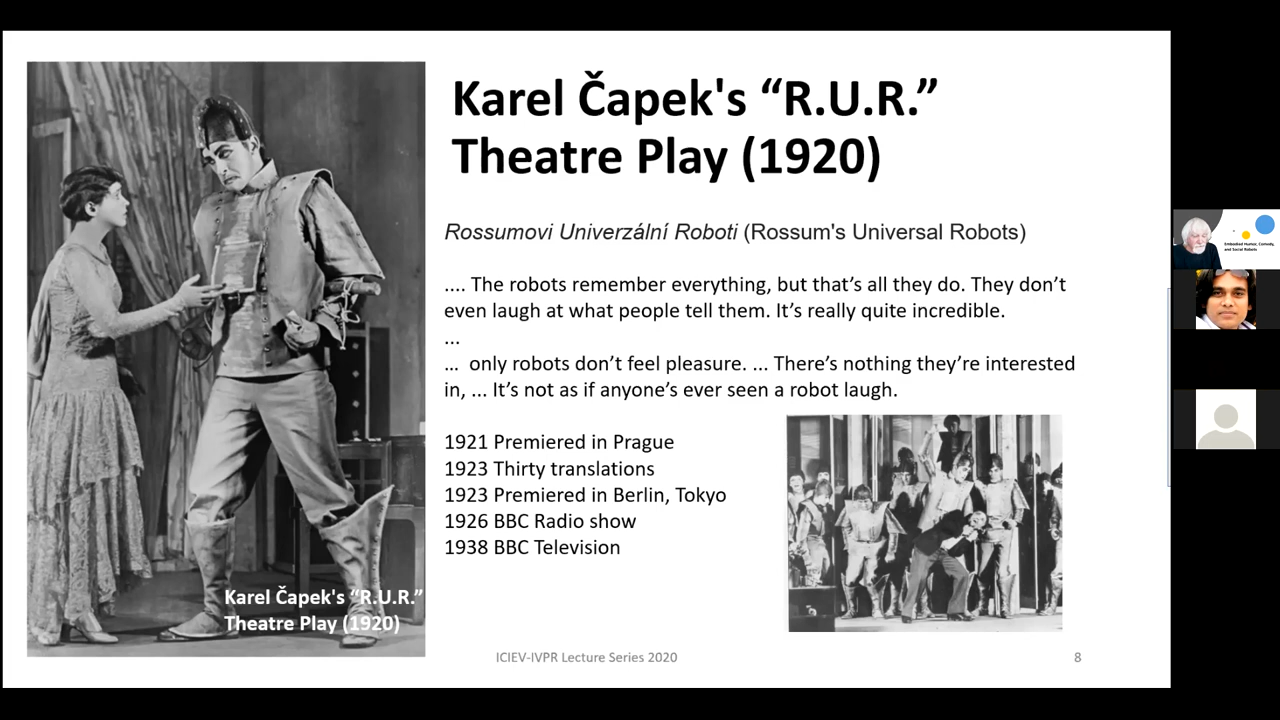 Karel Čapek's “R.U.R.”
Theatre Play (1920)
Rossumovi Univerzální Roboti (Rossum's Universal Robots)
.... The robots remember everything, but that’s all they do. They don’t
even laugh at what people tell them. It’s really quite incredible.
...
... only robots don’t feel pleasure. ... There’s nothing they’re interested
in, ... It’s not as if anyone’s ever seen a robot laugh.
1921 Premiered in Prague
1923 Thirty translations
1923 Premiered in Berlin, Tokyo
1926 BBC Radio show
1938 BBC Television
Karel Čapek's “R.U.R.”
Theatre Play (1920)
ICIEV-IVPR Lecture Series 2020
8
Embodied Humor, Comedy,
and Social Robots